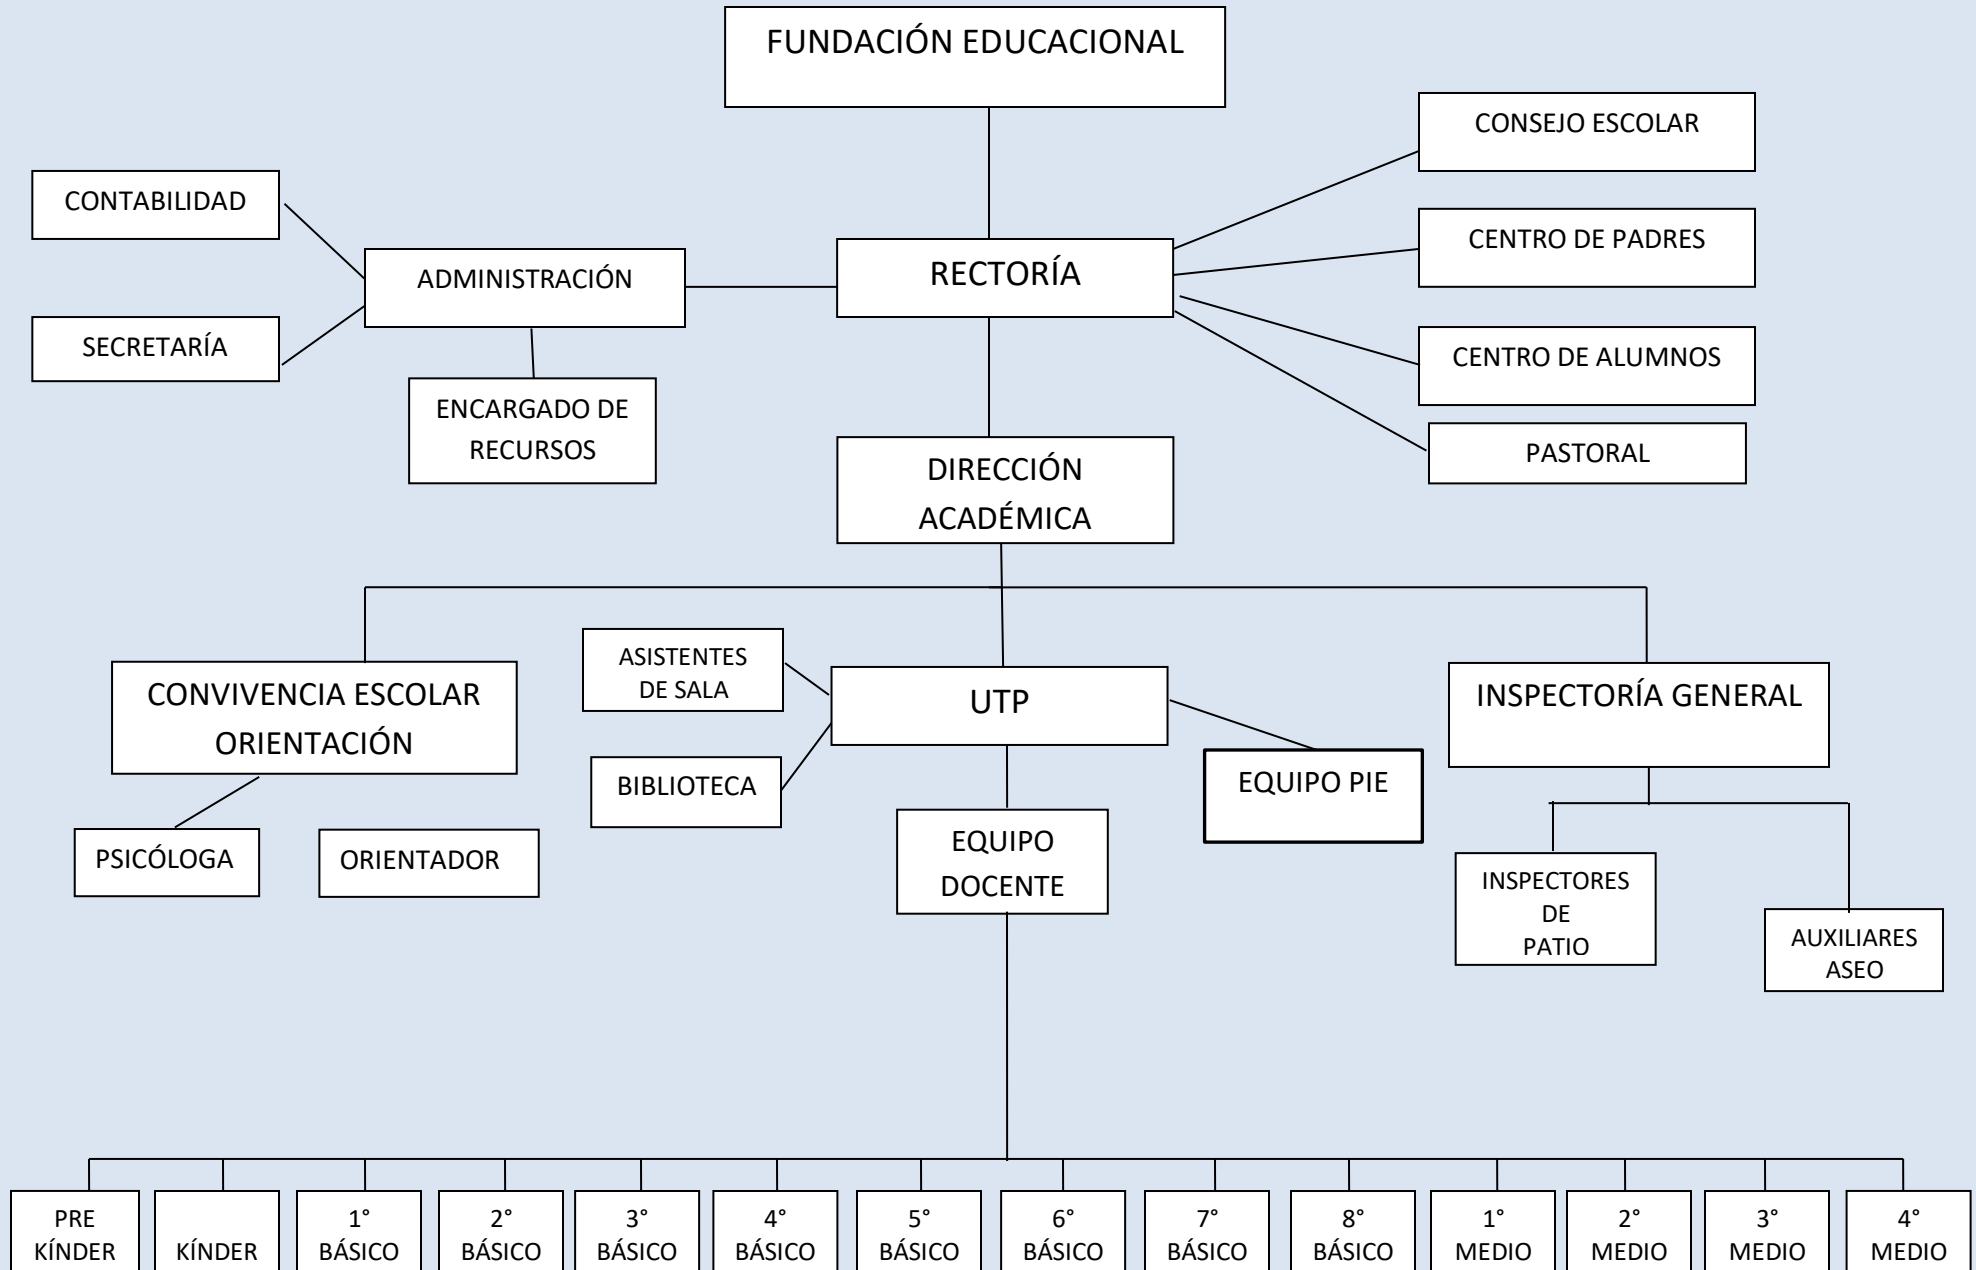 FUNDACIÓN EDUCACIONAL
CONSEJO ESCOLAR
CONTABILIDAD
CENTRO DE PADRES
ADMINISTRACIÓN
RECTORÍA
SECRETARÍA
CENTRO DE ALUMNOS
ENCARGADO DE
RECURSOS
PASTORAL
DIRECCIÓN
ACADÉMICA
ASISTENTES
DE SALA
CONVIVENCIA ESCOLAR
ORIENTACIÓN
UTP
INSPECTORÍA GENERAL
BIBLIOTECA
EQUIPO PIE
PSICÓLOGA
ORIENTADOR
EQUIPO
DOCENTE
INSPECTORES
DE
PATIO
AUXILIARES
ASEO
PRE
KÍNDER
KÍNDER
1°
BÁSICO
2°
BÁSICO
3°
BÁSICO
4°
BÁSICO
5°
BÁSICO
6°
BÁSICO
7°
BÁSICO
8°
BÁSICO
1°
MEDIO
2°
MEDIO
3°
MEDIO
4°
MEDIO